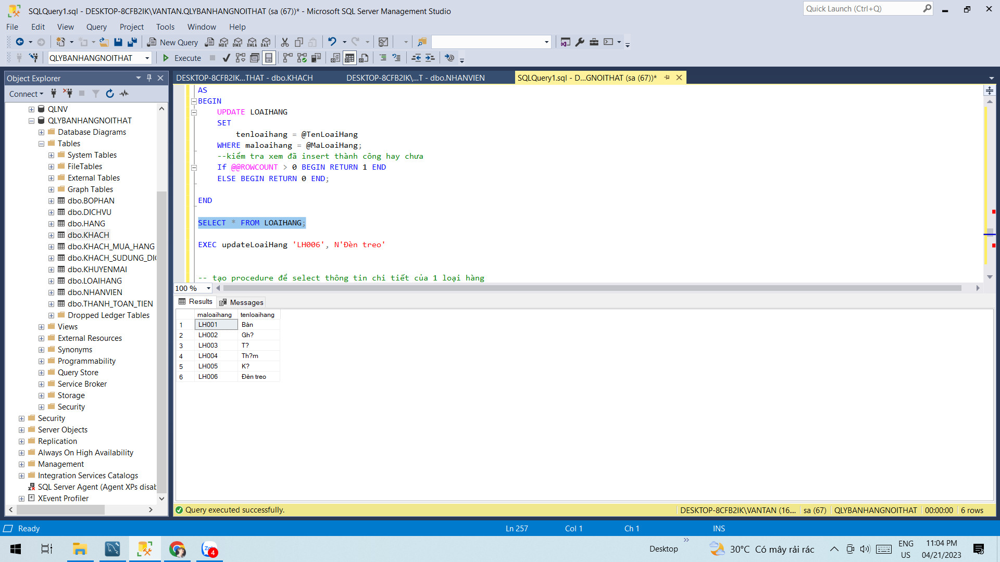 SQLQuery1.sql - DESKTOP-8CFB2IK\VANTAN.QLYBANHANGNOITHAT (sa (67))* - Microsoft SQL Server Management Studio
Quick Launch (Ctrl+Q)
File Edit View Query Project Tools Window Help
New Query MDX DMX XMLA DAX
QLYBANHANGNOITHAT Execute
Object Explorer
Connect
QLNV
QLYBANHANGNOITHAT
Database Diagrams
Tables
System Tables
FileTables
External Tables
Graph Tables
dbo.BOPHAN
dbo.DICHVU
dbo.HANG
dbo.KHACH
dbo.KHACH_MUA_HANG
dbo.KHACH_SUDUNG_DIC
dbo.KHUYENMAI
dbo.LOAIHANG
dbo.NHANVIEN
dbo.THANH_TOAN_TIEN
Dropped Ledger Tables
Views
External Resources
Synonyms
Programmability
Query Store
Service Broker
Storage
Security
Security
Server Objects
Replication
Always On High Availability
Management
Integration Services Catalogs
SQL Server Agent (Agent XPs disab
XEvent Profiler
DESKTOP-8CFB2IK...THAT - dbo.KHACH DESKTOP-8CFB2IK\...T - dbo.NHANVIEN SQLQuery1.sql - D...GNOITHAT (sa (67))*
AS
BEGIN
UPDATE LOAIHANG
SET
tenloaihang = @TenLoaiHang
WHERE maloaihang = @MaLoaiHang;
--kiểm tra xem đã insert thành công hay chưa
If @@ROWCOUNT > 0 BEGIN RETURN 1 END
ELSE BEGIN RETURN 0 END;
END
SELECT * FROM LOAIHANG;
EXEC updateLoaiHang 'LH006', N'Đèn treo'
-- tạo procedure để select thông tin chi tiết của 1 loại hàng
100 %
Results Messages
maloaihang tenloaihang
1 LH001 Bàn
2 LH002 Gh?
3 LH003 T?
4 LH004 Th?m
5 LH005 K?
6 LH006 Đèn treo
Query executed successfully. DESKTOP-8CFB2IK\VANTAN (16.... sa (67) QLYBANHANGNOITHAT 00:00:00 6 rows
Ready Ln 257 Col 1 Ch 1 INS
4 Desktop 30°C Có mây rải rác ENG US 11:04 PM 04/21/2023